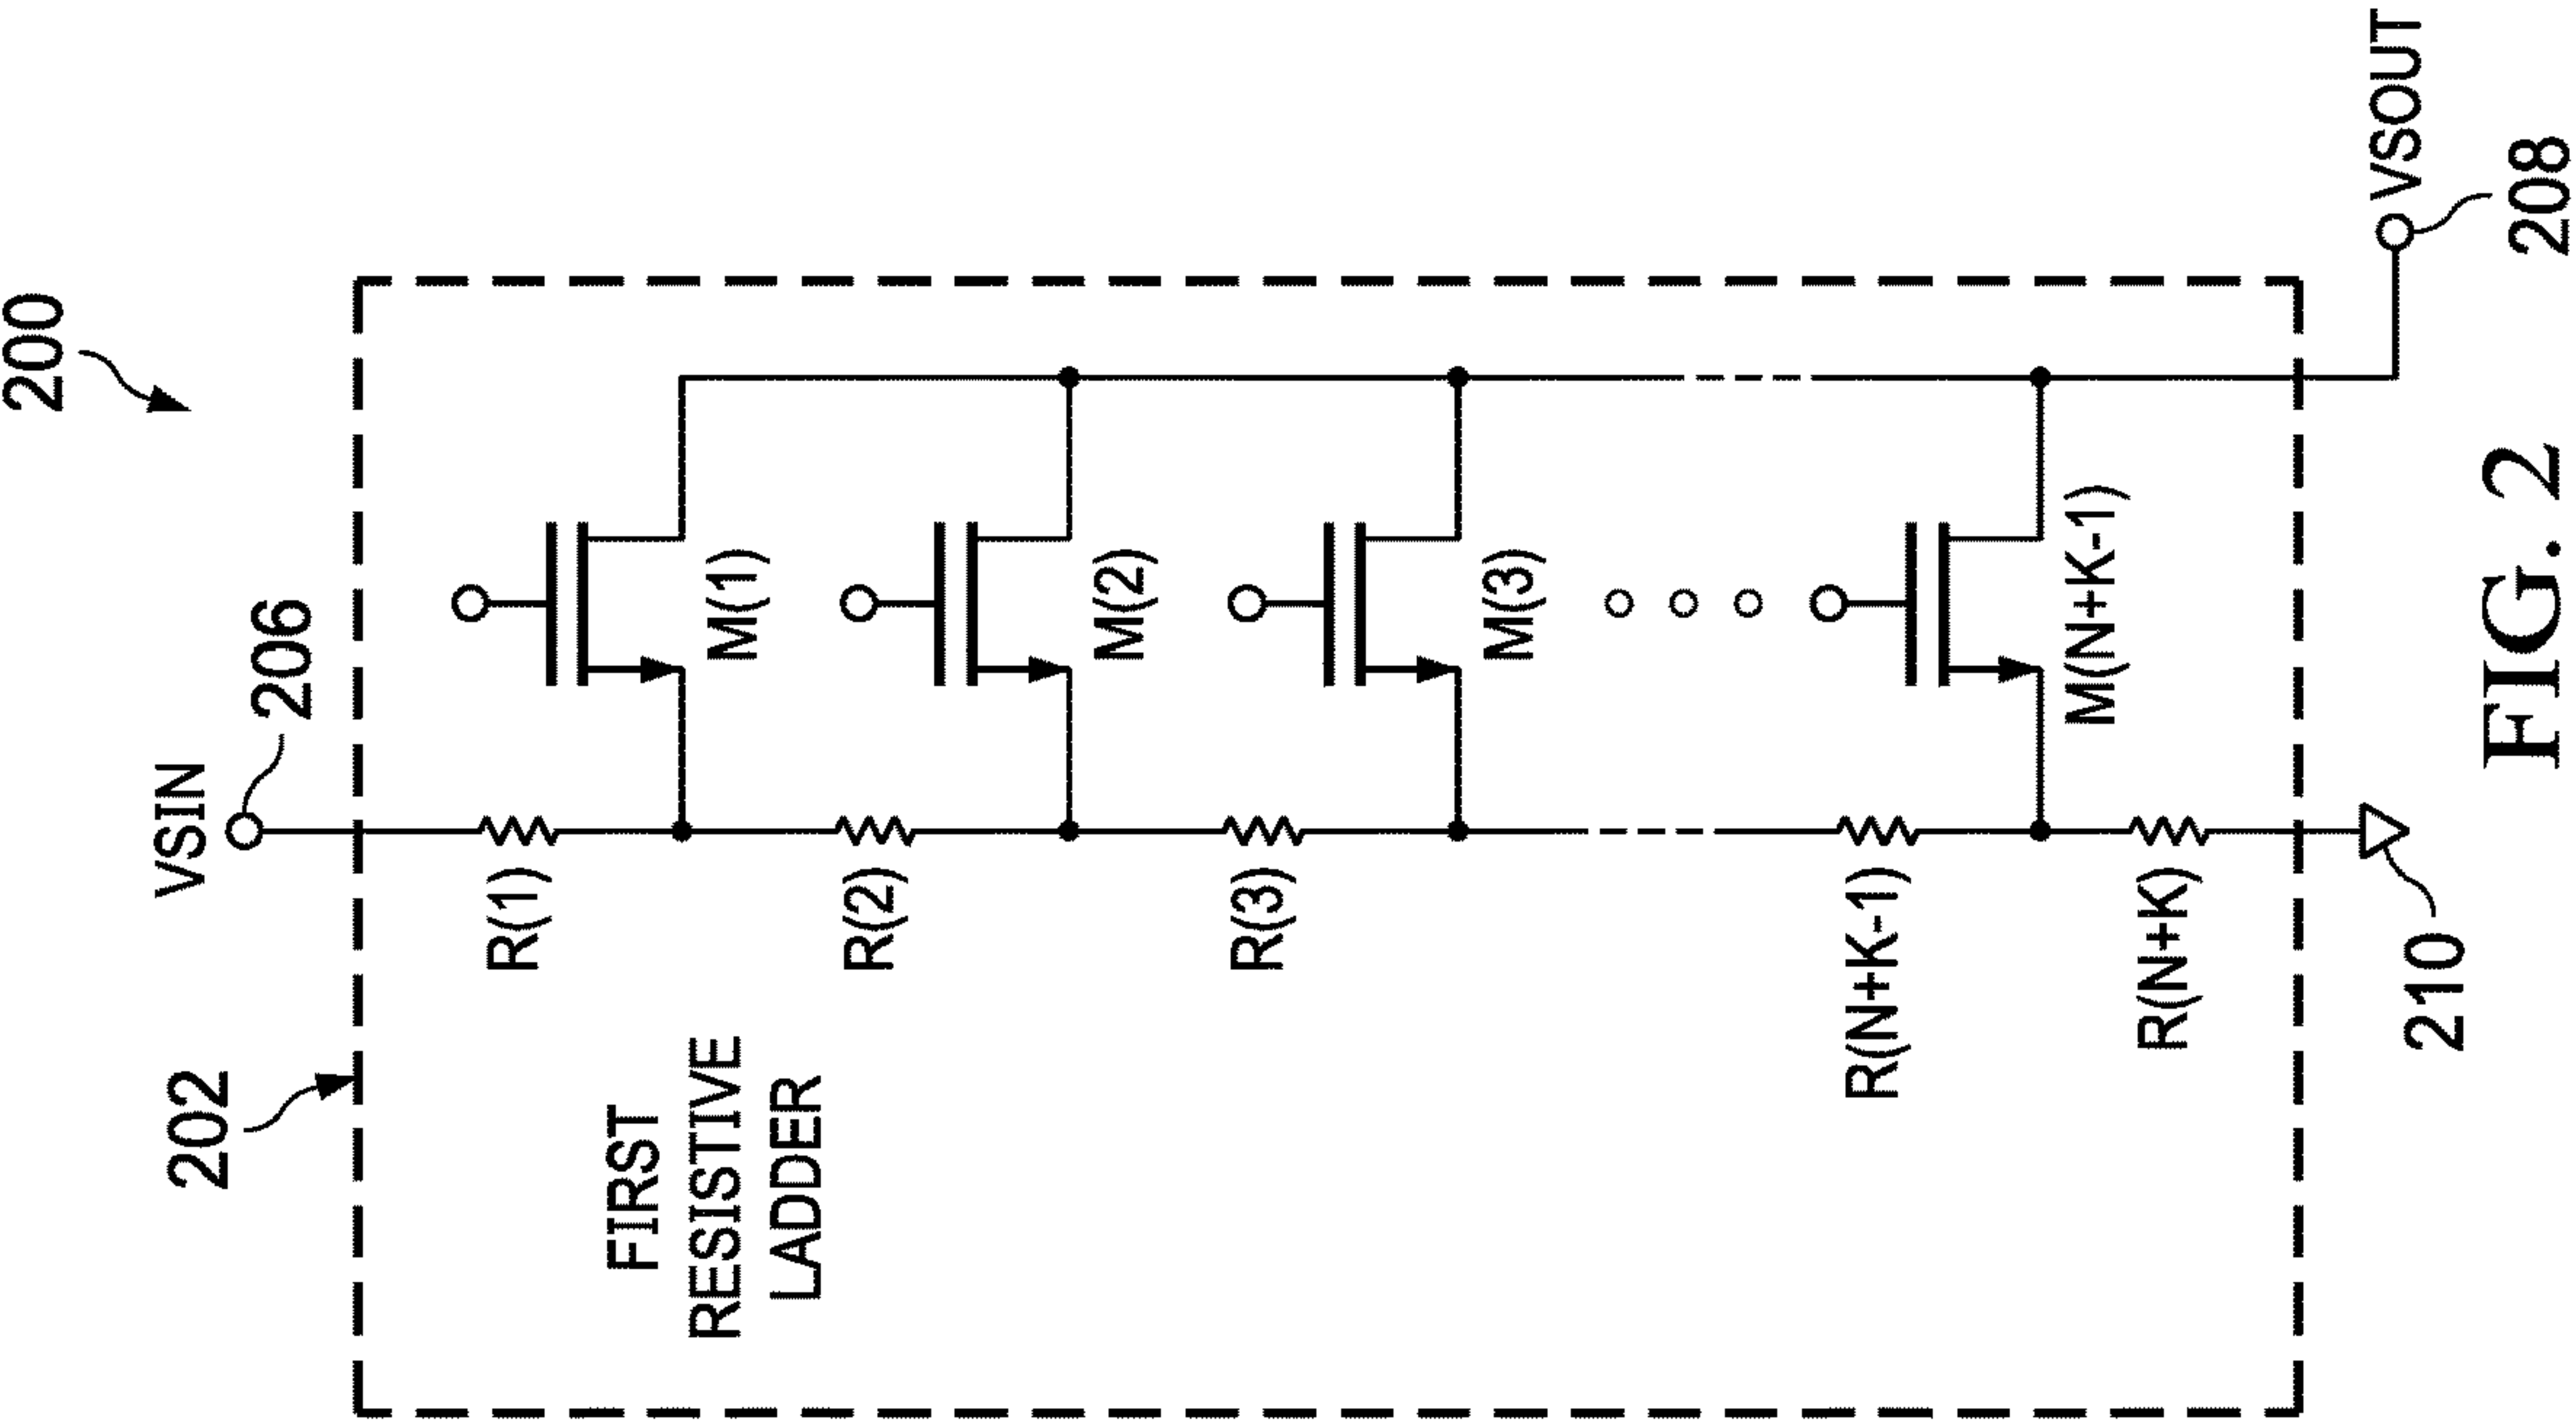 200
202
VSIN
206
FIRST
RESISTIVE
LADDER
R(1)
M(1)
R(2)
M(2)
R(3)
M(3)
R(N+K-1)
M(N+K-1)
R(N+K)
210
VSOUT
208
FIG. 2